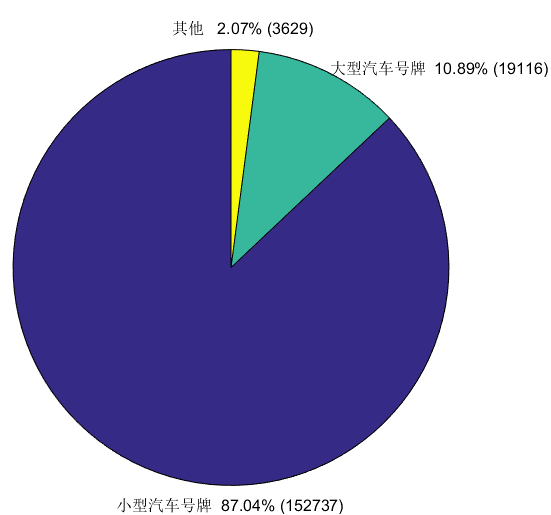 其他 2.07% (3629)
大型汽车号牌 10.89% (19116)
小型汽车号牌 87.04% (152737)